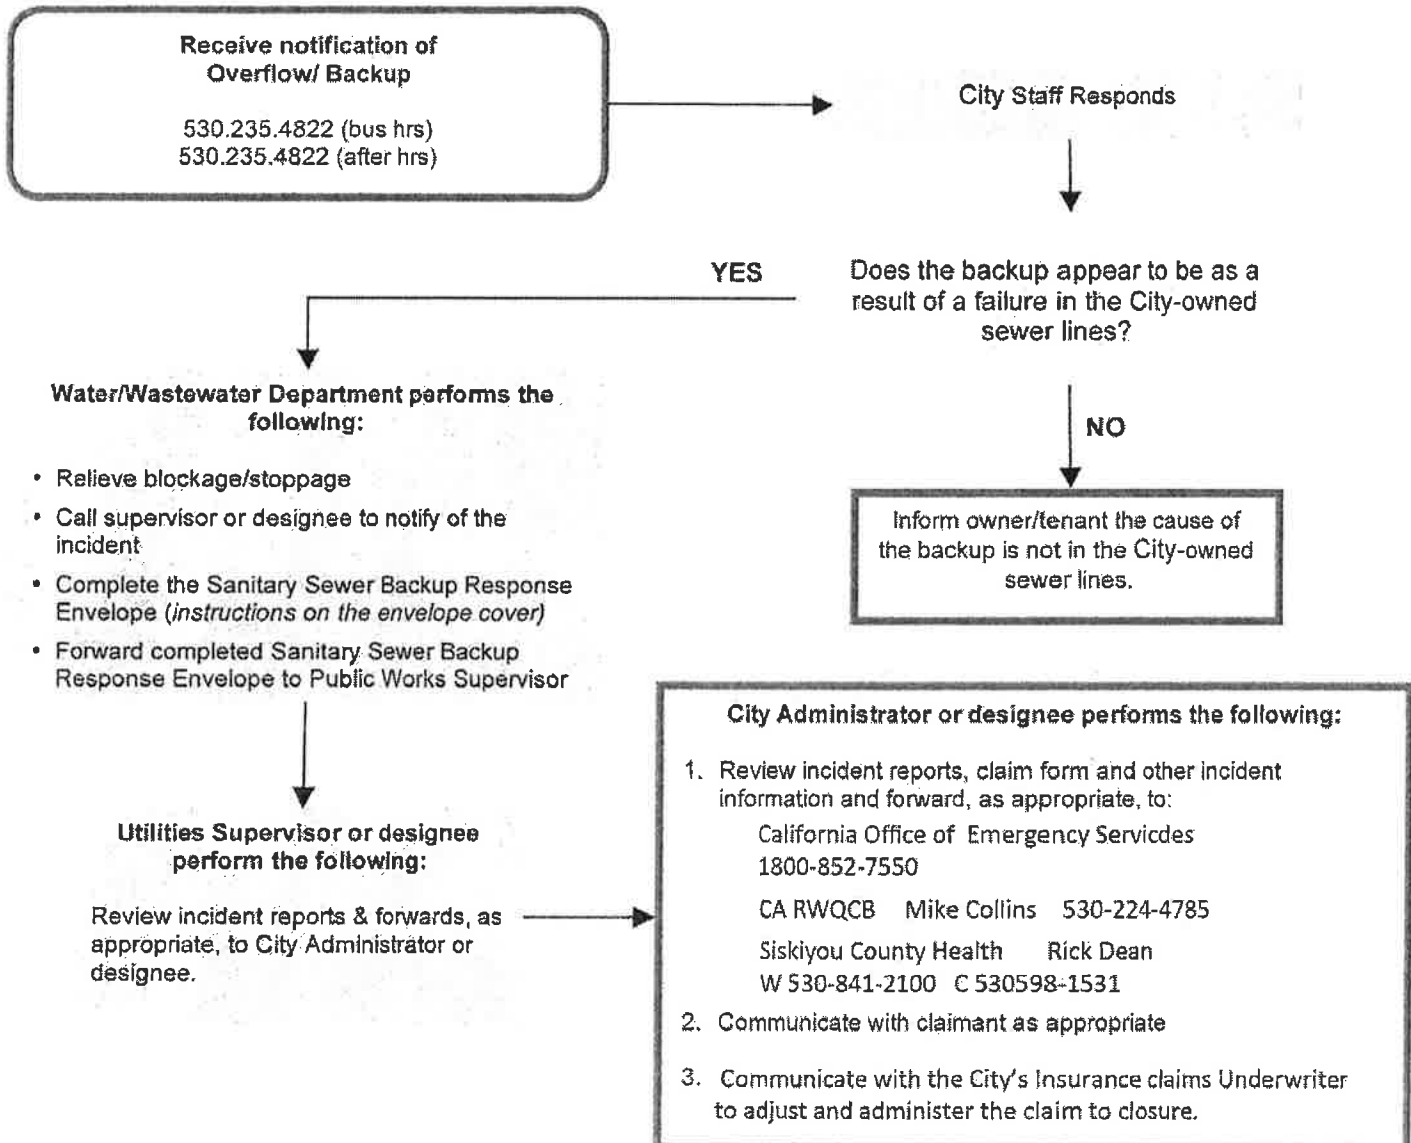 Receive notification of
Overflow/ Backup
530.235.4822 (bus hrs)
530.235.4822 (after hrs)
City Staff Responds
Does the backup appear to be as a
result of a failure in the City-owned
sewer lines?
YES
NO
Inform owner/tenant the cause of
the backup is not in the City-owned
sewer lines.
Water/Wastewater Department performs the
following:
• Relieve blockage/stoppage
• Call supervisor or designee to notify of the
incident
• Complete the Sanitary Sewer Backup Response
Envelope (instructions on the envelope cover)
• Forward completed Sanitary Sewer Backup
Response Envelope to Public Works Supervisor
Utilities Supervisor or designee
perform the following:
Review incident reports & forwards, as
appropriate, to City Administrator or
designee.
City Administrator or designee performs the following:
1. Review incident reports, claim form and other incident
information and forward, as appropriate, to:
California Office of Emergency Servicdes
1800-852-7550
CA RWQCB Mike Collins 530-224-4785
Siskiyou County Health Rick Dean
W 530-841-2100 C 530598-1531
2. Communicate with claimant as appropriate
3. Communicate with the City's Insurance claims Underwriter
to adjust and administer the claim to closure.